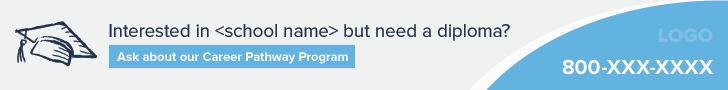 Interested in <school name> but need a diploma?
Ask about our Career Pathway Program
LOGO
800-XXX-XXXX